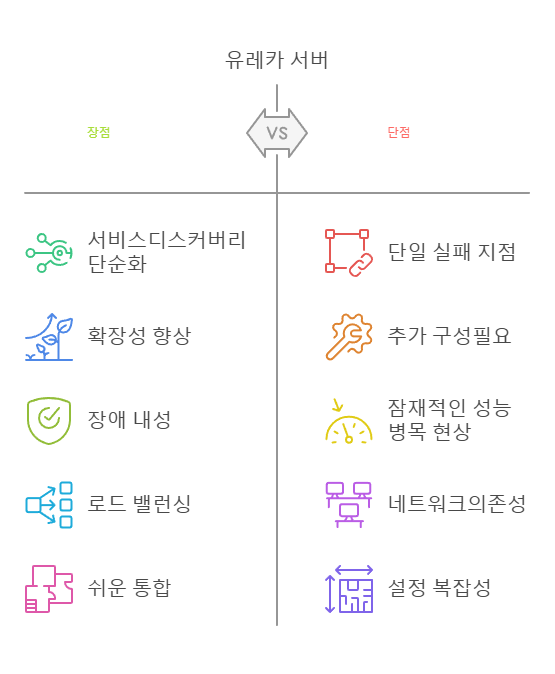 유레카 서버
장점
VS
단점
서비스디스커버리
단순화
확장성 향상
장애 내성
로드 밸런싱
쉬운 통합
단일 실패 지점
추가 구성필요
잠재적인 성능
병목 현상
네트워크의존성
설정 복잡성